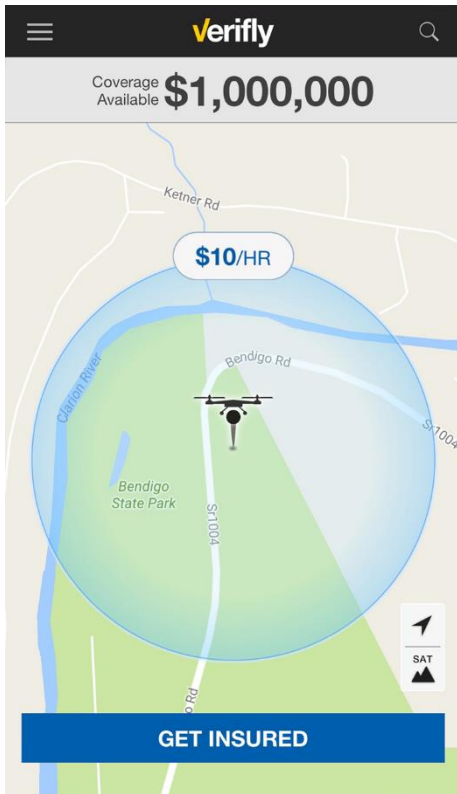 Verifly
Coverage
Available
$1,000,000
Ketner Rd
$10/HR
Bendigo Rd
Clarion River
Sr1004
Bendigo
State Park
Sr1004
SAT
o Rd
GET INSURED